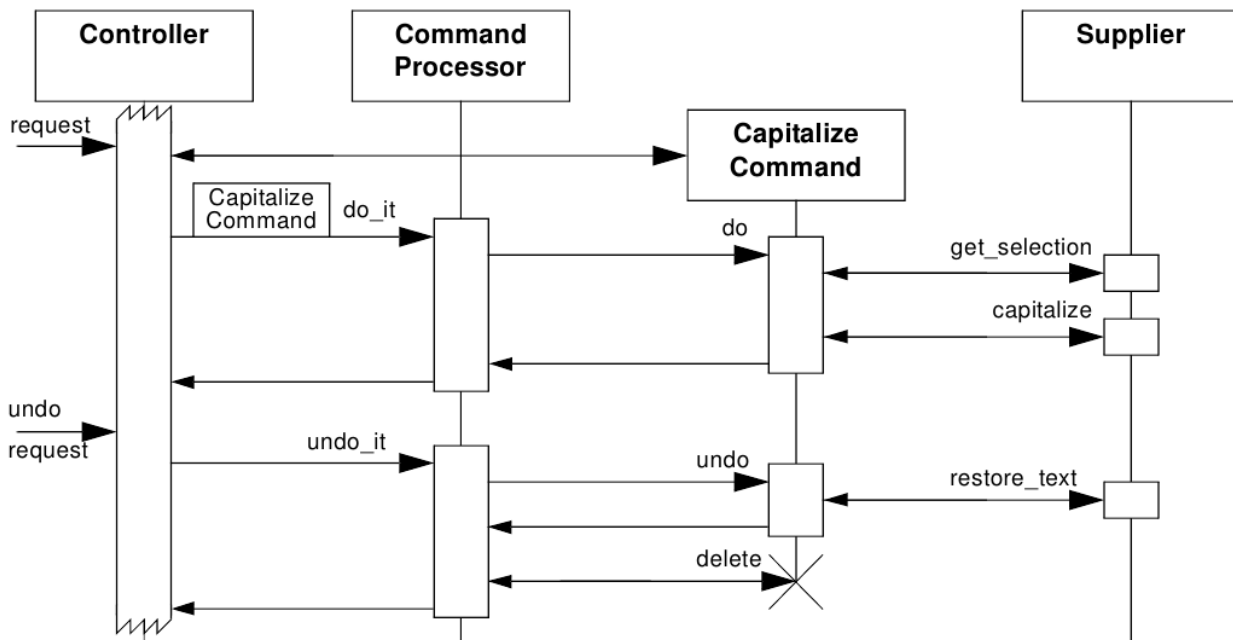 Controller
Command
Processor
Supplier
request
Capitalize
Command
Capitalize
Command
do_it
do
get_selection
capitalize
undo
request
undo_it
undo
restore_text
delete